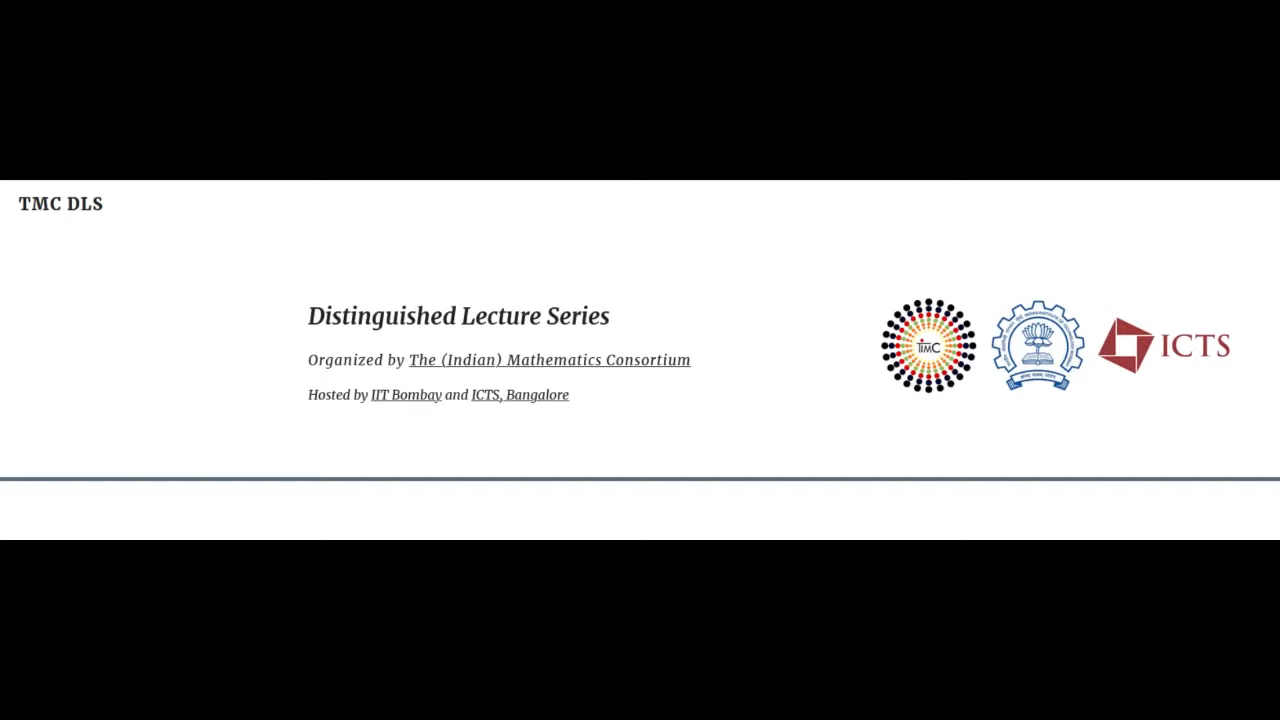 TMC DLS
Distinguished Lecture Series
Organized by The (Indian) Mathematics Consortium
Hosted by IIT Bombay and ICTS, Bangalore
TIMC
ICTS